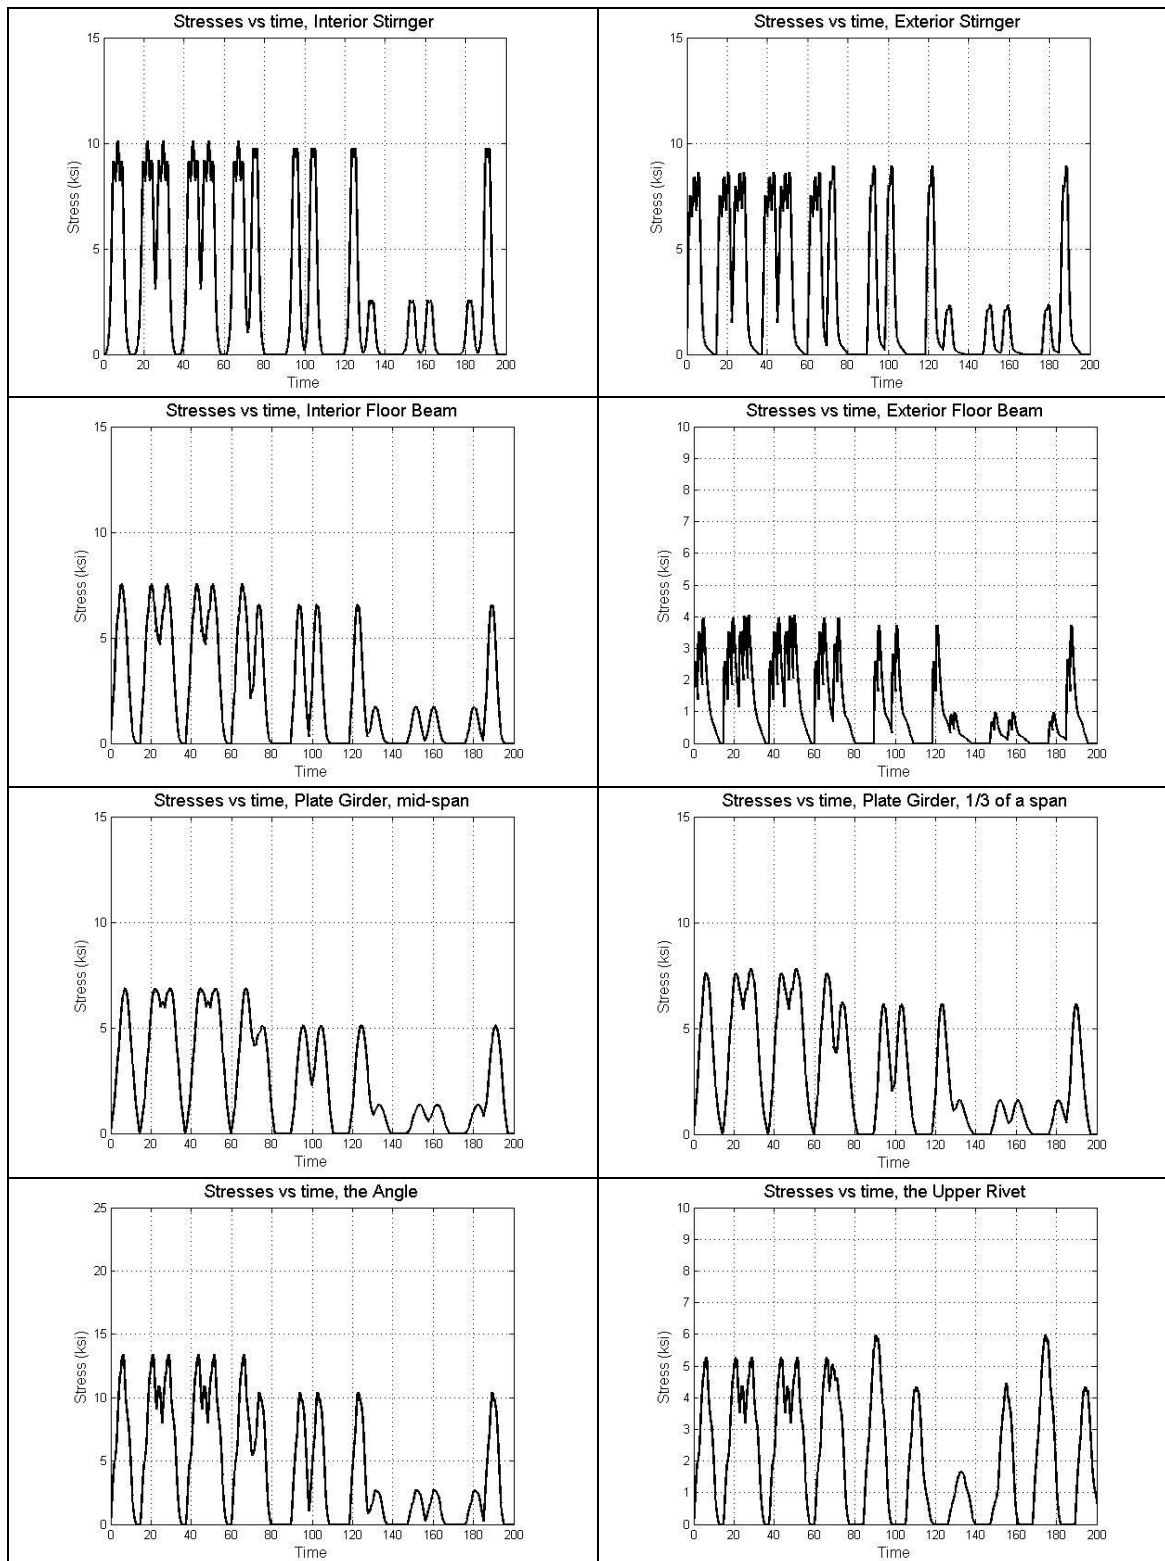 Stresses vs time, Interior Stirnger
15
10
5
0
Stress (ksi)
0 20 40 60 80 100 120 140 160 180 200
Time
Stresses vs time, Exterior Stirnger
15
10
5
0
Stress (ksi)
0 20 40 60 80 100 120 140 160 180 200
Time
Stresses vs time, Interior Floor Beam
15
10
5
0
Stress (ksi)
0 20 40 60 80 100 120 140 160 180 200
Time
Stresses vs time, Exterior Floor Beam
10
9
8
7
6
5
4
3
2
1
0
Stress (ksi)
0 20 40 60 80 100 120 140 160 180 200
Time
Stresses vs time, Plate Girder, mid-span
15
10
5
0
Stress (ksi)
0 20 40 60 80 100 120 140 160 180 200
Time
Stresses vs time, Plate Girder, 1/3 of a span
15
10
5
0
Stress (ksi)
0 20 40 60 80 100 120 140 160 180 200
Time
Stresses vs time, the Angle
25
20
15
10
5
0
Stress (ksi)
0 20 40 60 80 100 120 140 160 180 200
Time
Stresses vs time, the Upper Rivet
10
9
8
7
6
5
4
3
2
1
0
Stress (ksi)
0 20 40 60 80 100 120 140 160 180 200
Time